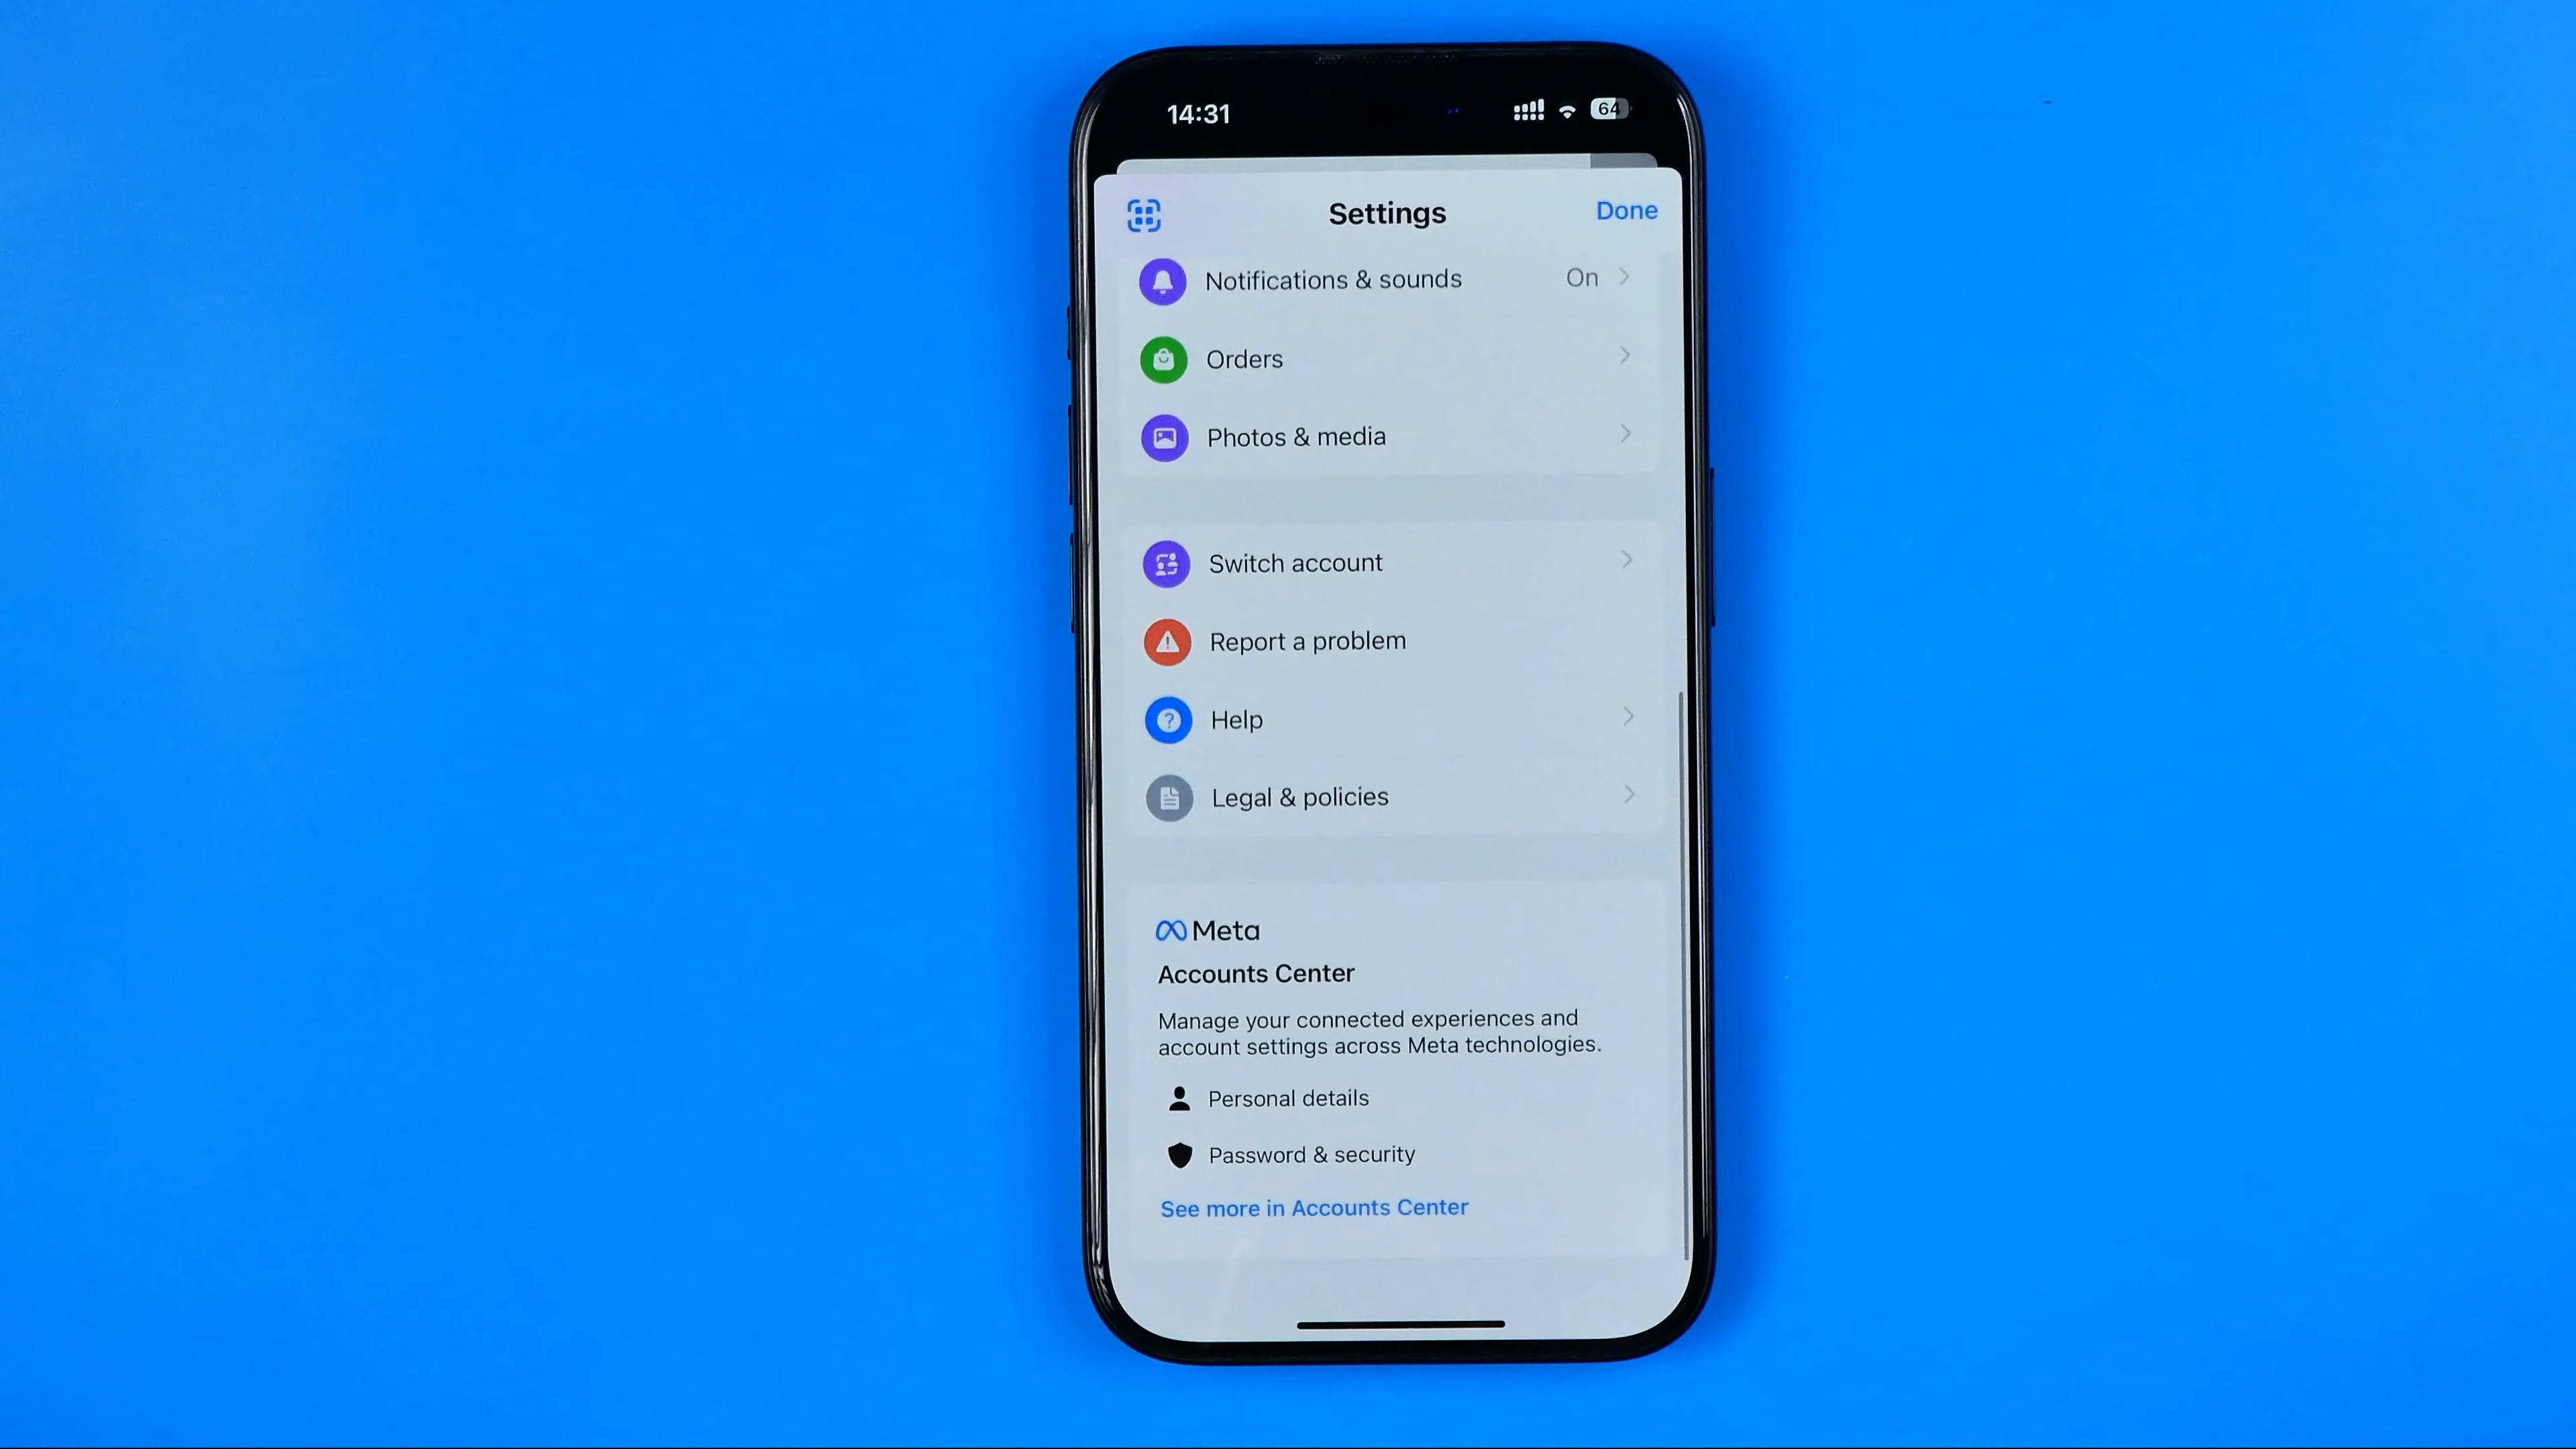 14:31
64
Settings
Done
Notifications & sounds
On
Orders
Photos & media
Switch account
Report a problem
Help
Legal & policies
Meta
Accounts Center
Manage your connected experiences and
account settings across Meta technologies.
Personal details
Password & security
See more in Accounts Center